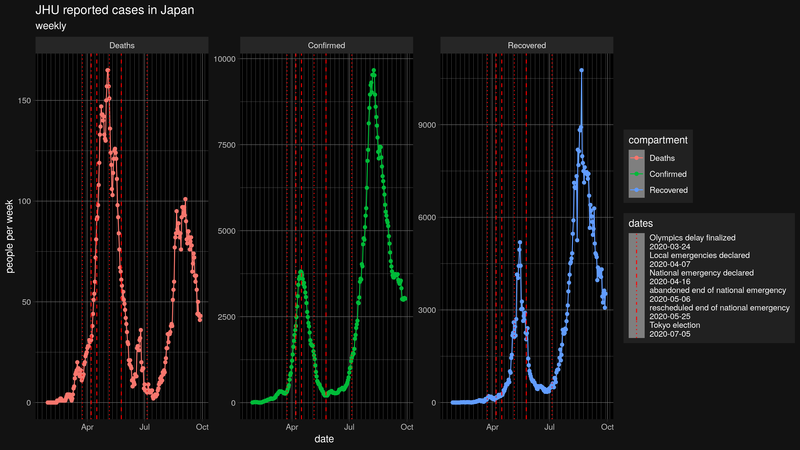 JHU reported cases in Japan
weekly
Deaths
Confirmed
Recovered
people per week
150
100
50
0
10000
7500
5000
2500
0
9000
6000
3000
0
Apr Jul Oct
Apr Jul Oct
Apr Jul Oct
date
compartment
Deaths
Confirmed
Recovered
dates
Olympics delay finalized
2020-03-24
Local emergencies declared
2020-04-07
National emergency declared
2020-04-16
abandoned end of national emergency
2020-05-06
rescheduled end of national emergency
2020-05-25
Tokyo election
2020-07-05